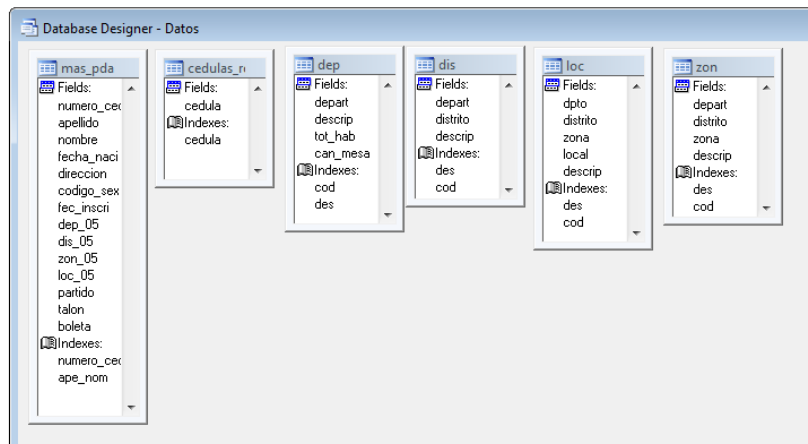 Database Designer - Datos
mas_pda
Fields:
numero_cec
apellido
nombre
fecha_naci
direccion
codigo_sex
fec_inscri
dep_05
dis_05
zon_05
loc_05
partido
talon
boleta
Indexes:
numero_cec
ape_nom
cedulas_r
Fields:
cedula
Indexes:
cedula
dep
Fields:
depart
descrip
tot_hab
can_mesa
Indexes:
cod
des
dis
Fields:
depart
distrito
descrip
Indexes:
des
cod
loc
Fields:
dpto
distrito
zona
local
descrip
Indexes:
des
cod
zon
Fields:
depart
distrito
zona
descrip
Indexes:
des
cod